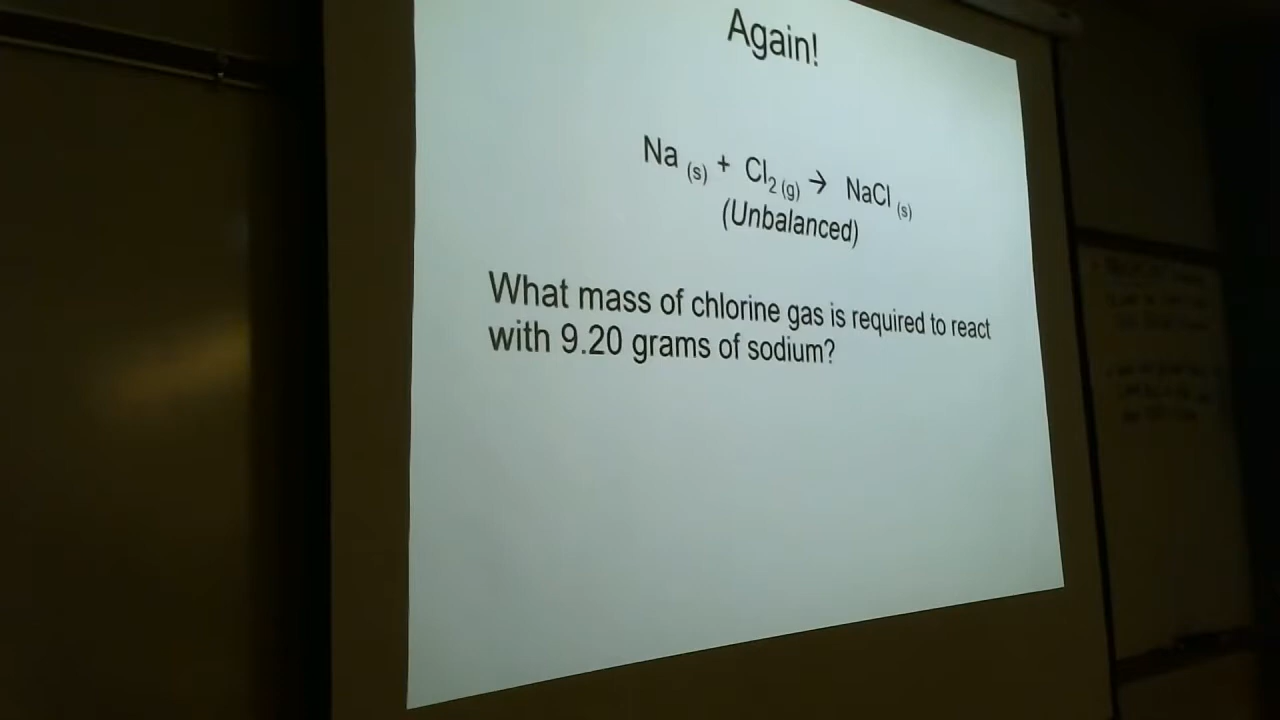 Again!
Na (s) + Cl₂ (g) → NaCl (s)
(Unbalanced)
What mass of chlorine gas is required to react
with 9.20 grams of sodium?